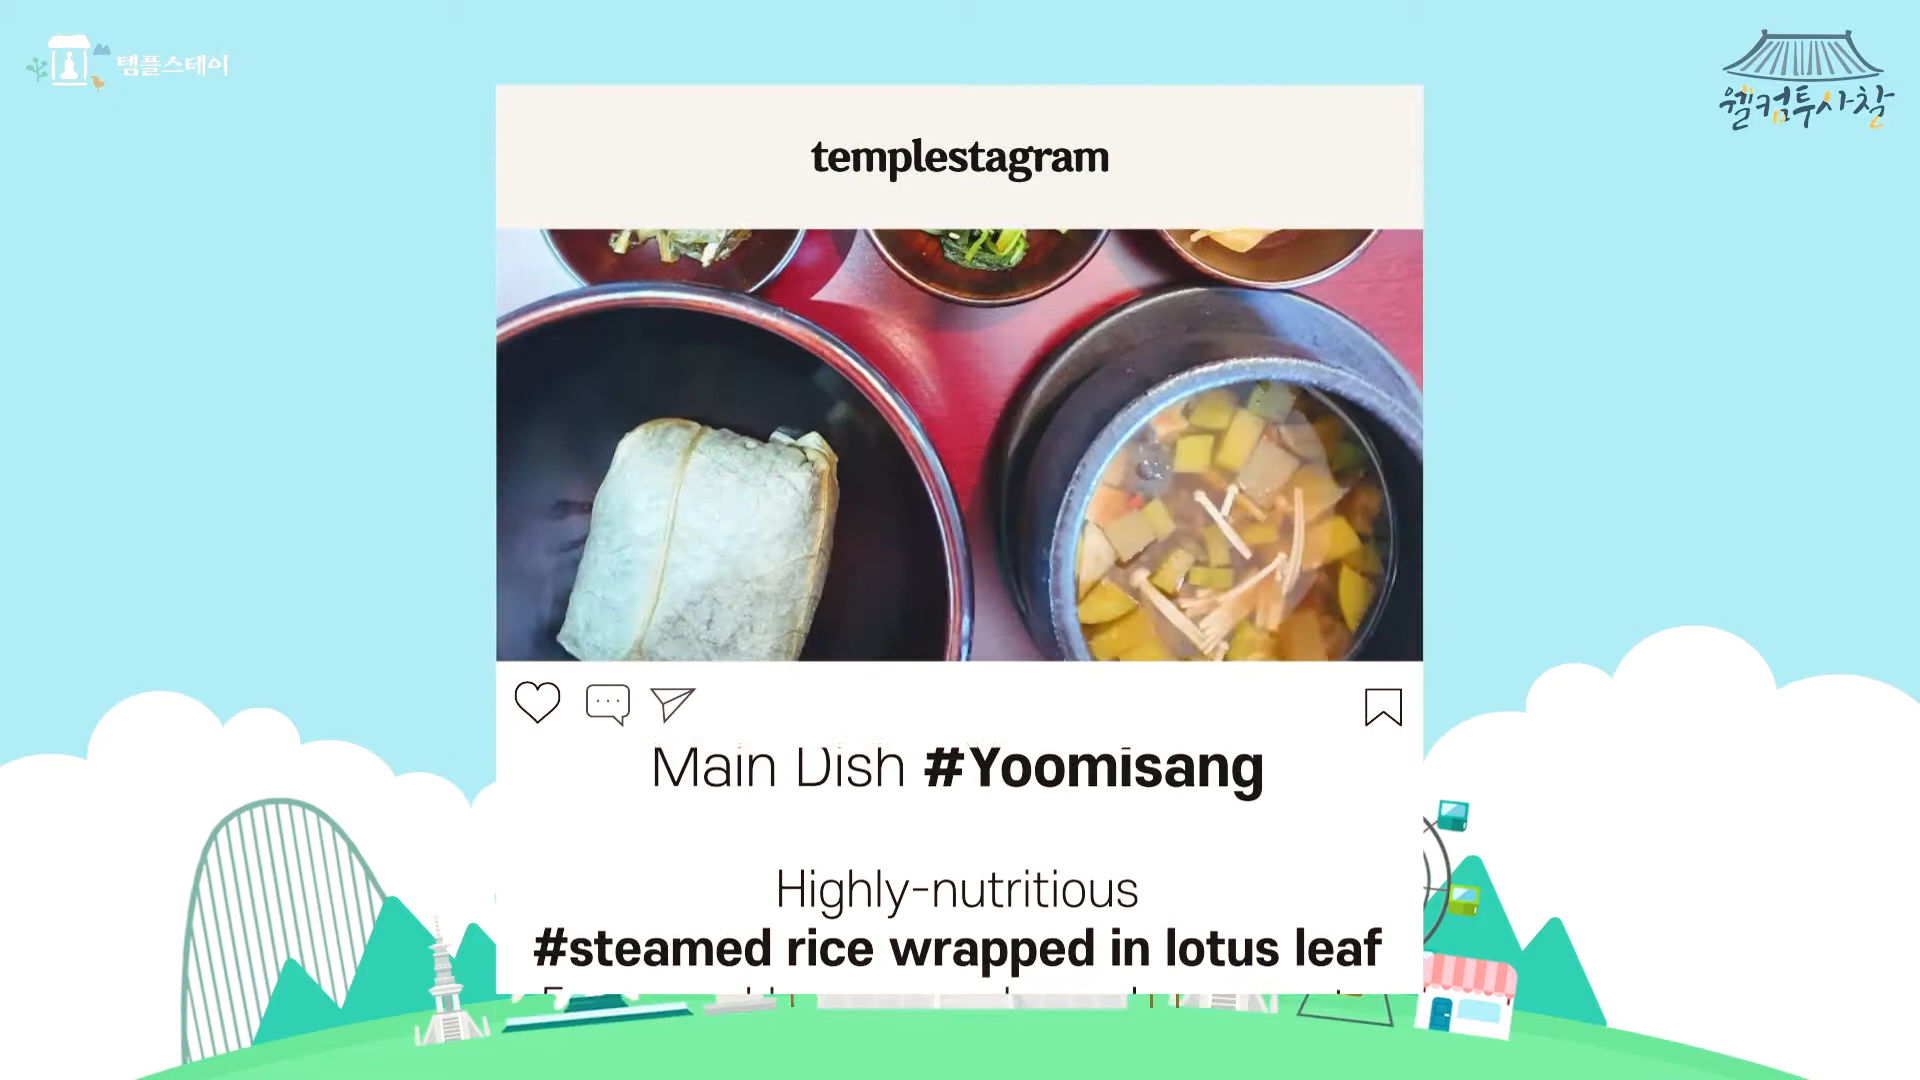 템플스테이
웰컴투사찰
templestagram
Main Dish #Yoomisang
Highly-nutritious
#steamed rice wrapped in lotus leaf